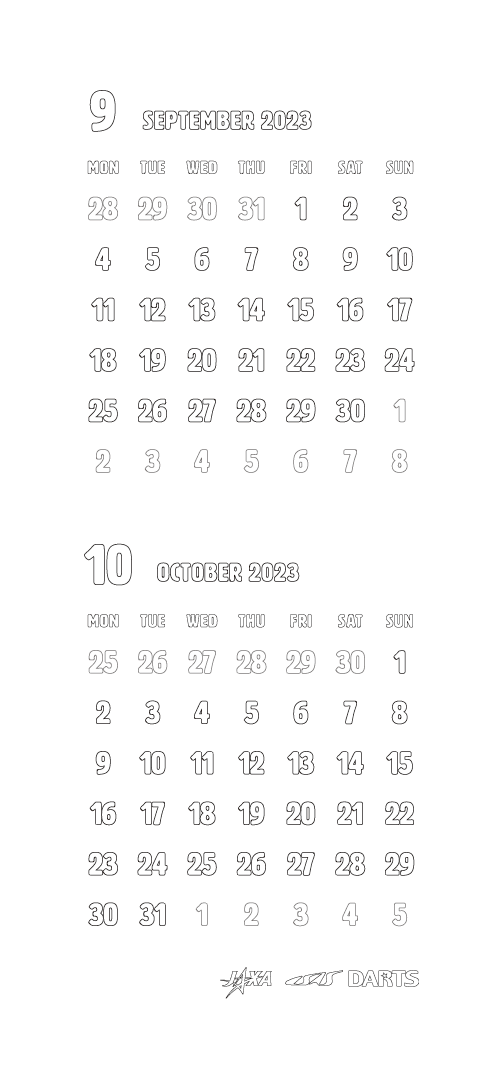 9 SEPTEMBER 2023
MON TUE WED THU FRI SAT SUN
28 29 30 31 1 2 3
4 5 6 7 8 9 10
11 12 13 14 15 16 17
18 19 20 21 22 23 24
25 26 27 28 29 30 1
2 3 4 5 6 7 8
10 OCTOBER 2023
MON TUE WED THU FRI SAT SUN
25 26 27 28 29 30 1
2 3 4 5 6 7 8
9 10 11 12 13 14 15
16 17 18 19 20 21 22
23 24 25 26 27 28 29
30 31 1 2 3 4 5
JAXA ISAS DARTS